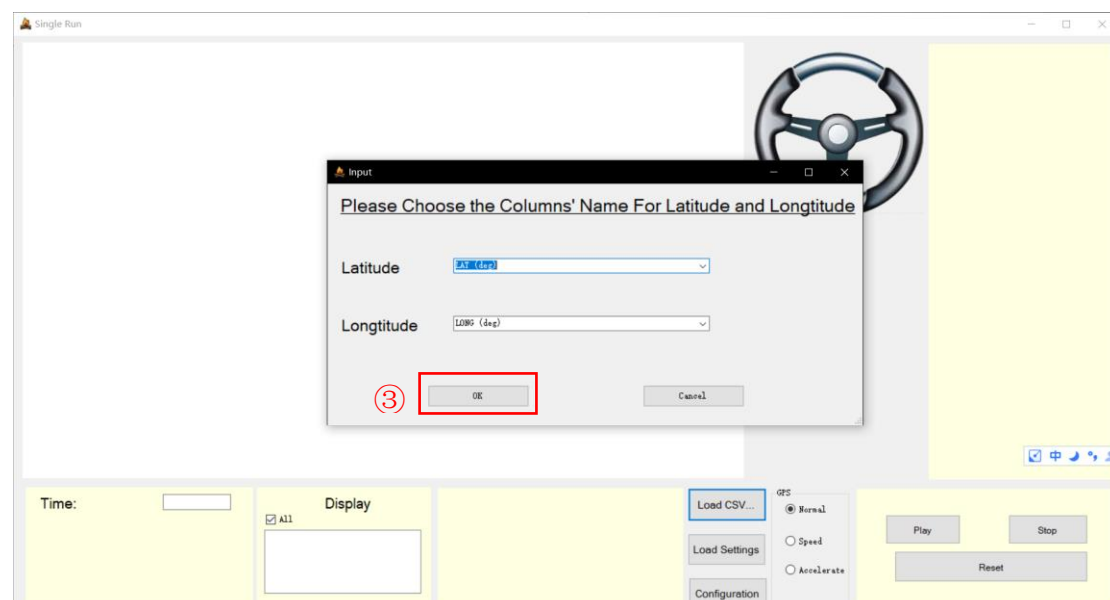 Single Run
Input
Please Choose the Columns' Name For Latitude and Longtitude
Latitude
LAT (deg)
Longtitude
LONG (deg)
③
OK
Cancel
中
Time:
Display
All
Load CSV...
Load Settings
Configuration
GPS
Normal
Speed
Accelerate
Play
Stop
Reset